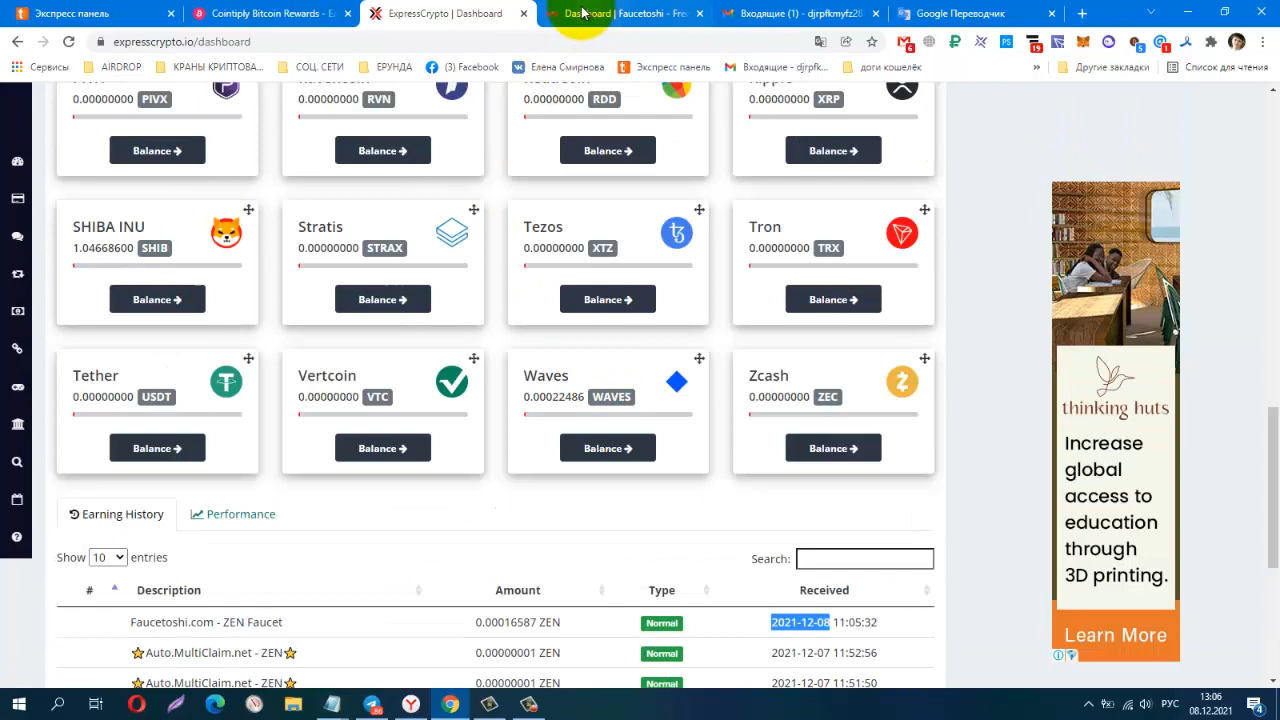 Экспресс панель
Coiniply Bitcoin Rewards - Ea
ExpressCrypto | Dashboard
Dashboard | Faucetoshi - Free
Входящие (1) - djrpfkmyfz28
Google Переводчик
expresscrypto.io/dashboard
Сервисы
AIRDROP
КРАНЫ КРИПТОВА...
СОЦ. СЕТИ
ЕРУНДА
(3) Facebook
Елена Смирнова
Экспресс панель
Входящие - djrpfk...
доги кошелёк
»
Другие закладки
Список для чтения
0.00000000 PIVX
0.00000000 RVN
0.00000000 RDD
0.00000000 XRP
Balance
Balance
Balance
Balance
SHIBA INU
1.04668600 SHIB
Stratis
0.00000000 STRAX
Tezos
0.00000000 XTZ
Tron
0.00000000 TRX
Balance
Balance
Balance
Balance
Tether
0.00000000 USDT
Vertcoin
0.00000000 VTC
Waves
0.00022486 WAVES
Zcash
0.00000000 ZEC
Balance
Balance
Balance
Balance
Earning History
Performance
Show 10 entries
Search:
# Description Amount Type Received
Faucetoshi.com - ZEN Faucet 0.00016587 ZEN Normal 2021-12-08 11:05:32
Auto.MultiClaim.net - ZEN 0.00000001 ZEN Normal 2021-12-07 11:52:56
Auto.MultiClaim.net - ZEN 0.00000001 ZEN Normal 2021-12-07 11:51:50
thinking huts
Increase
global
access to
education
through
3D printing.
Learn More
РУС
13:06
08.12.2021